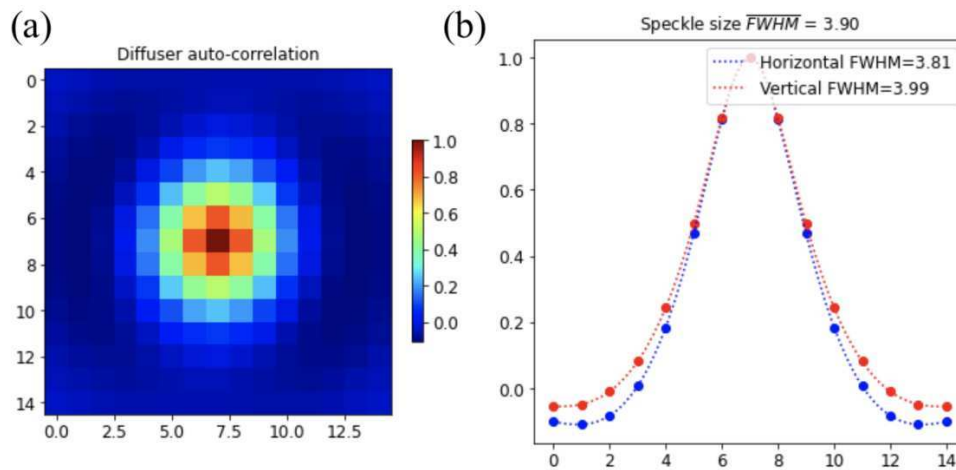 (a)
Diffuser auto-correlation
0
2
4
6
8
10
12
14
0.0 2.5 5.0 7.5 10.0 12.5
1.0
0.8
0.6
0.4
0.2
0.0
(b)
Speckle size FWHM = 3.90
Horizontal FWHM=3.81
Vertical FWHM=3.99
1.0
0.8
0.6
0.4
0.2
0.0
0 2 4 6 8 10 12 14